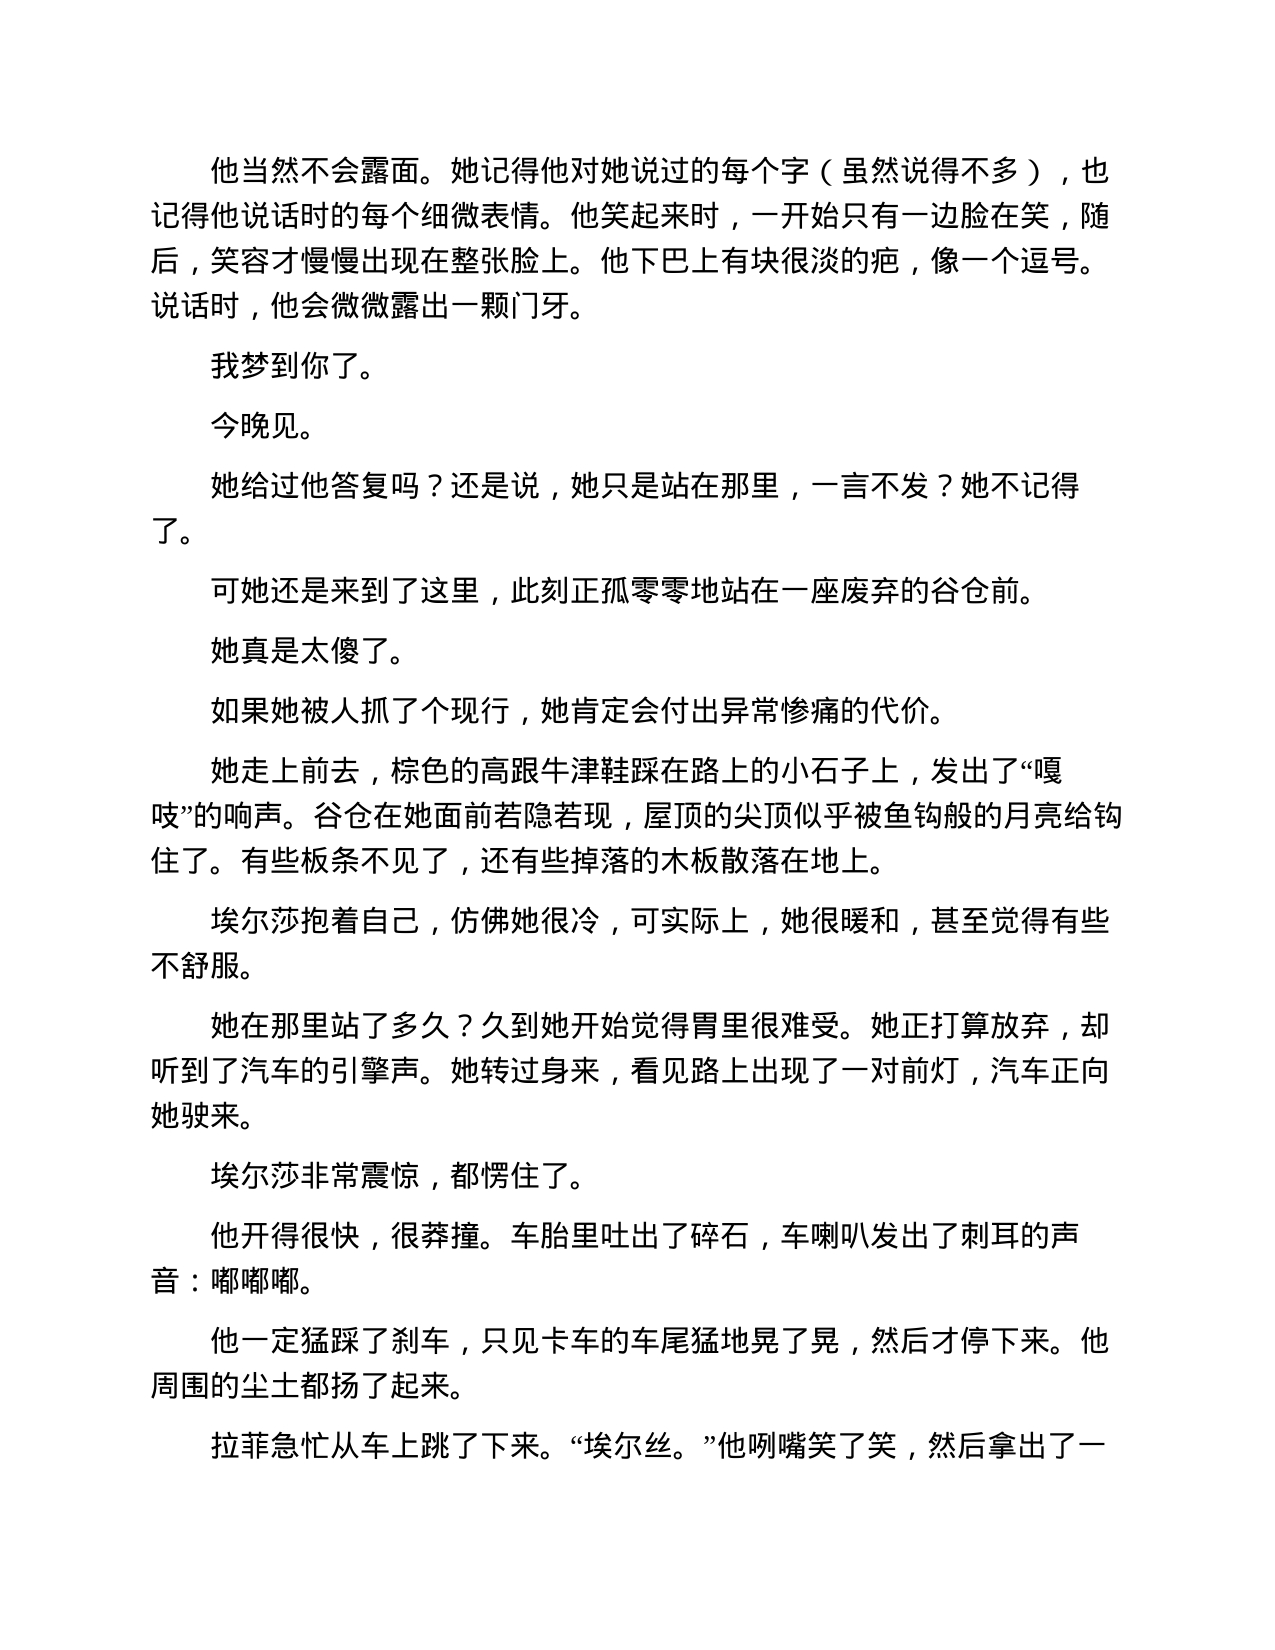 他当然不会露面。她记得他对她说过的每个字（虽然说得不多），也
记得他说话时的每个细微表情。他笑起来时，一开始只有一边脸在笑，随
后，笑容才慢慢出现在整张脸上。他下巴上有块很淡的疤，像一个逗号。
说话时，他会微微露出一颗门牙。
我梦到你了。
今晚见。
她给过他答复吗？还是说，她只是站在那里，一言不发？她不记得
了。
可她还是来到了这里，此刻正孤零零地站在一座废弃的谷仓前。
她真是太傻了。
如果她被人抓了个现行，她肯定会付出异常惨痛的代价。
她走上前去，棕色的高跟牛津鞋踩在路上的小石子上，发出了“嘎
吱”的响声。谷仓在她面前若隐若现，屋顶的尖顶似乎被鱼钩般的月亮给钩
住了。有些板条不见了，还有些掉落的木板散落在地上。
埃尔莎抱着自己，仿佛她很冷，可实际上，她很暖和，甚至觉得有些
不舒服。
她在那里站了多久？久到她开始觉得胃里很难受。她正打算放弃，却
听到了汽车的引擎声。她转过身来，看见路上出现了一对前灯，汽车正向
她驶来。
埃尔莎非常震惊，都愣住了。
他开得很快，很莽撞。车胎里吐出了碎石，车喇叭发出了刺耳的声
音：嘟嘟嘟。
他一定猛踩了刹车，只见卡车的车尾猛地晃了晃，然后才停下来。他
周围的尘土都扬了起来。
拉菲急忙从车上跳了下来。“埃尔丝。”他咧嘴笑了笑，然后拿出了一